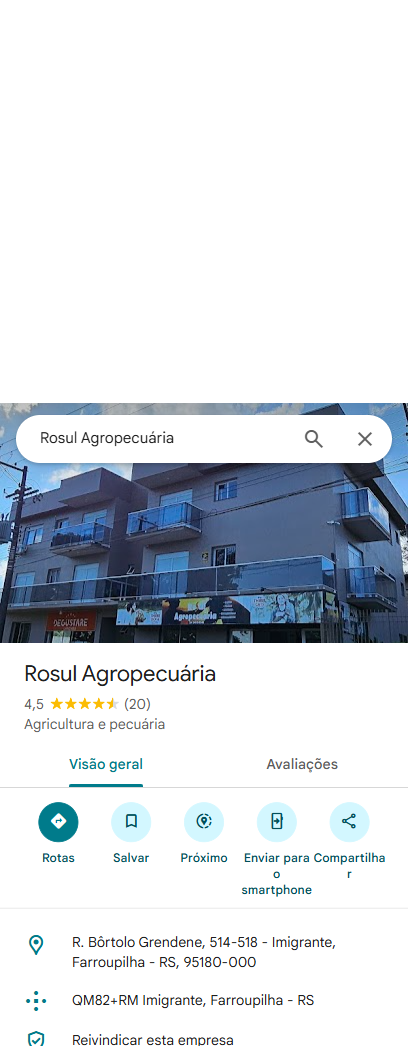 Rosul Agropecuária
DEGUSTARE
Agropecuária
Rosul Agropecuária
4,5 (20)
Agricultura e pecuária
Visão geral Avaliações
Rotas Salvar Próximo Enviar para o smartphone Compartilhar
R. Bôrtolo Grendene, 514-518 - Imigrante,
Farroupilha - RS, 95180-000
QM82+RM Imigrante, Farroupilha - RS
Reivindicar esta empresa